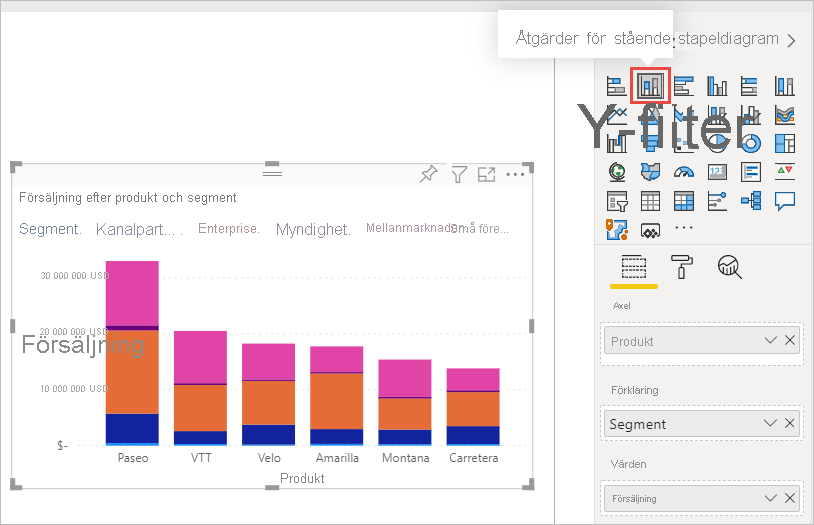 Åtgärder för stående stapeldiagram
Y-filter
Försäljning efter produkt och segment
Segment. Kanalpart... . Enterprise. Myndighet. Mellanmarknaden. Små före...
30 000 000 USD
20 000 000 USD
Försäljning
10 000 000 USD
$-
Paseo VTT Velo Amarilla Montana Carretera
Produkt
Axel
Produkt
Förklaring
Segment
Värden
Försäljning